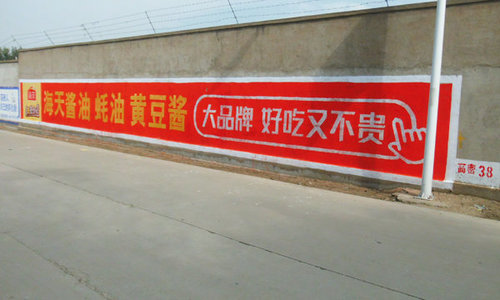 海天酱油 蚝油 黄豆酱
大品牌 好吃又不贵